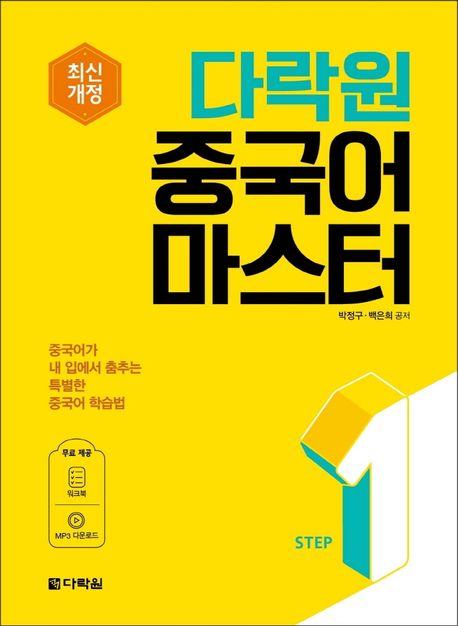 최신
개정
다락원
중국어
마스터
박정구·백은희 공저
중국어가
내 입에서 춤추는
특별한
중국어 학습법
무료 제공
워크북
MP3 다운로드
STEP
1
다락원